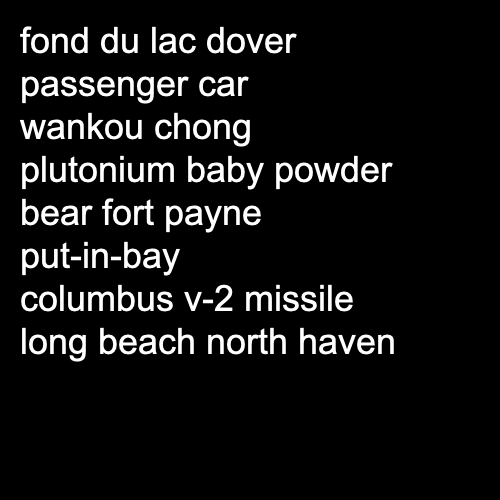 fond du lac dover
passenger car
wankou chong
plutonium baby powder
bear fort payne
put-in-bay
columbus v-2 missile
long beach north haven